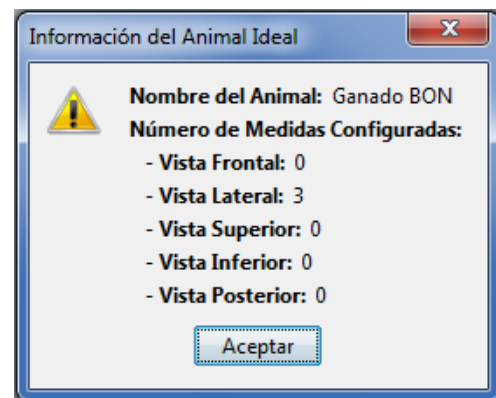 Información del Animal Ideal
Nombre del Animal: Ganado BON
Número de Medidas Configuradas:
- Vista Frontal: 0
- Vista Lateral: 3
- Vista Superior: 0
- Vista Inferior: 0
- Vista Posterior: 0
Aceptar